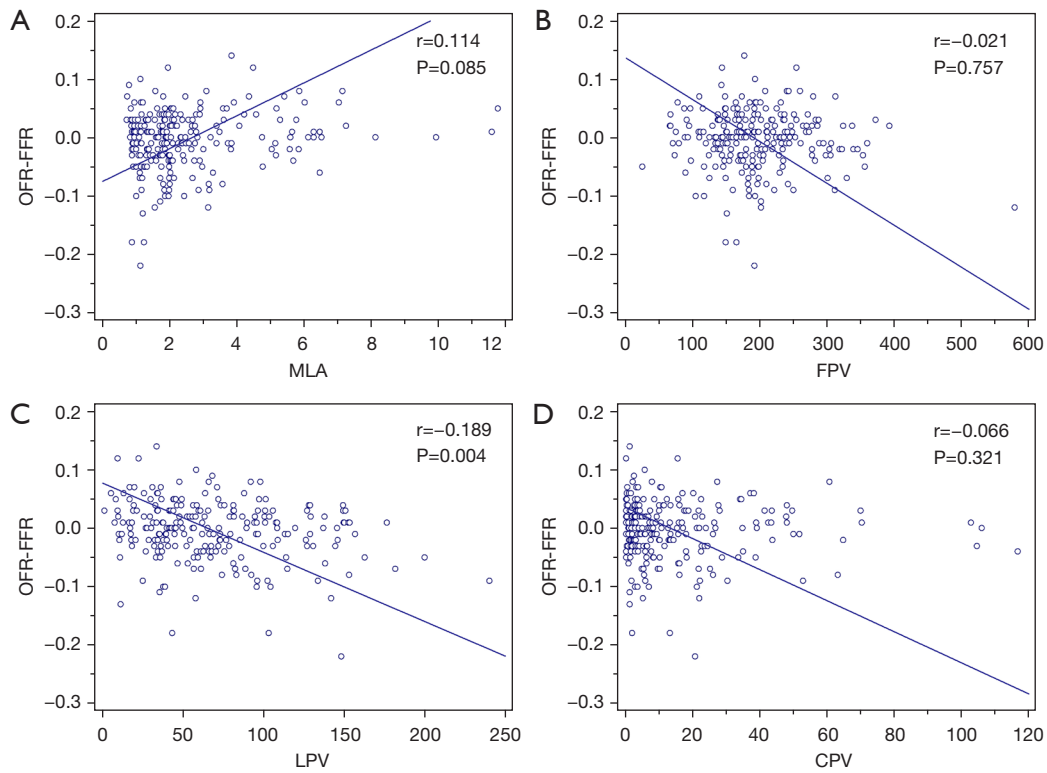 A
0.2
0.1
0.0
−0.1
−0.2
−0.3
OFR-FFR
r=0.114
P=0.085
0 2 4 6 8 10 12
MLA
B
0.2
0.1
0.0
−0.1
−0.2
−0.3
OFR-FFR
r=−0.021
P=0.757
0 100 200 300 400 500 600
FPV
C
0.2
0.1
0.0
−0.1
−0.2
−0.3
OFR-FFR
r=−0.189
P=0.004
0 50 100 150 200 250
LPV
D
0.2
0.1
0.0
−0.1
−0.2
−0.3
OFR-FFR
r=−0.066
P=0.321
0 20 40 60 80 100 120
CPV